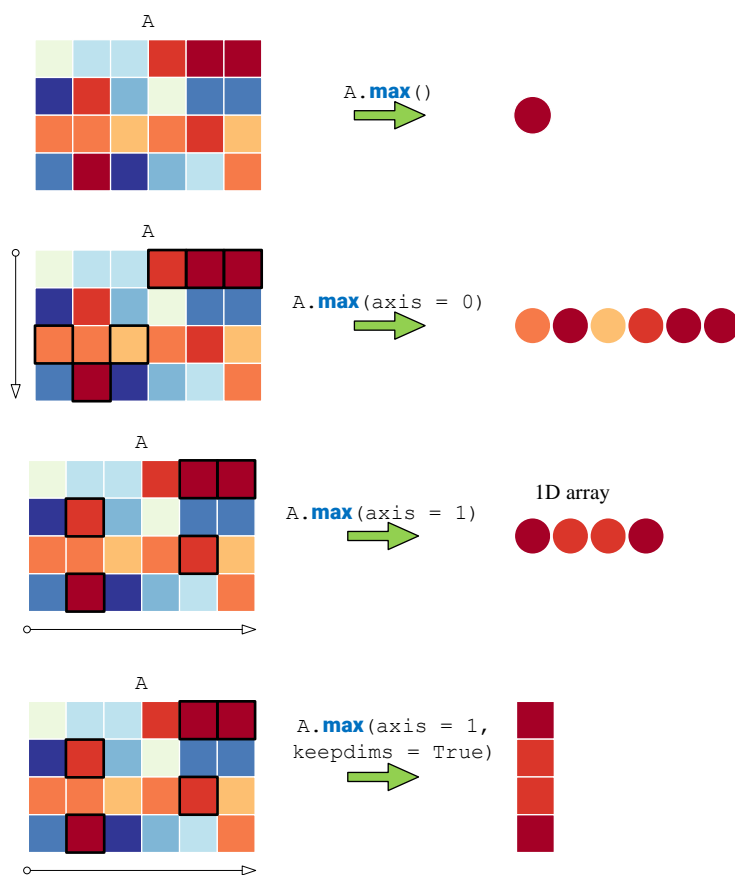 A
A.max()
A
A.max(axis = 0)
A
A.max(axis = 1)
1D array
A
A.max(axis = 1,
keepdims = True)